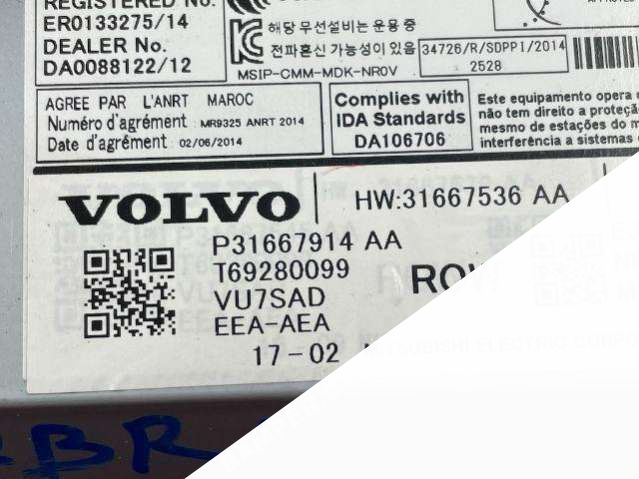 REGISTERED No:
ER0133275/14
DEALER No.
DA0088122/12
해당 무선설비는 운용 중
전파혼신 가능성이 있음
MSIP-CMM-MDK-NR0V
34726/R/SDPPI/2014
2528
AGREE PAR L'ANRT MAROC
Numéro d'agrément: MR9325 ANRT 2014
Date d'agrément: 02/06/2014
Complies with
IDA Standards
DA106706
Este equipamento opera
não tem direito a
mesmo de estações do
interferência a sistemas
VOLVO
HW:31667536 AA
P31667914 AA
T69280099
VU7SAD
EEA-AEA
17-02
ROW
BR